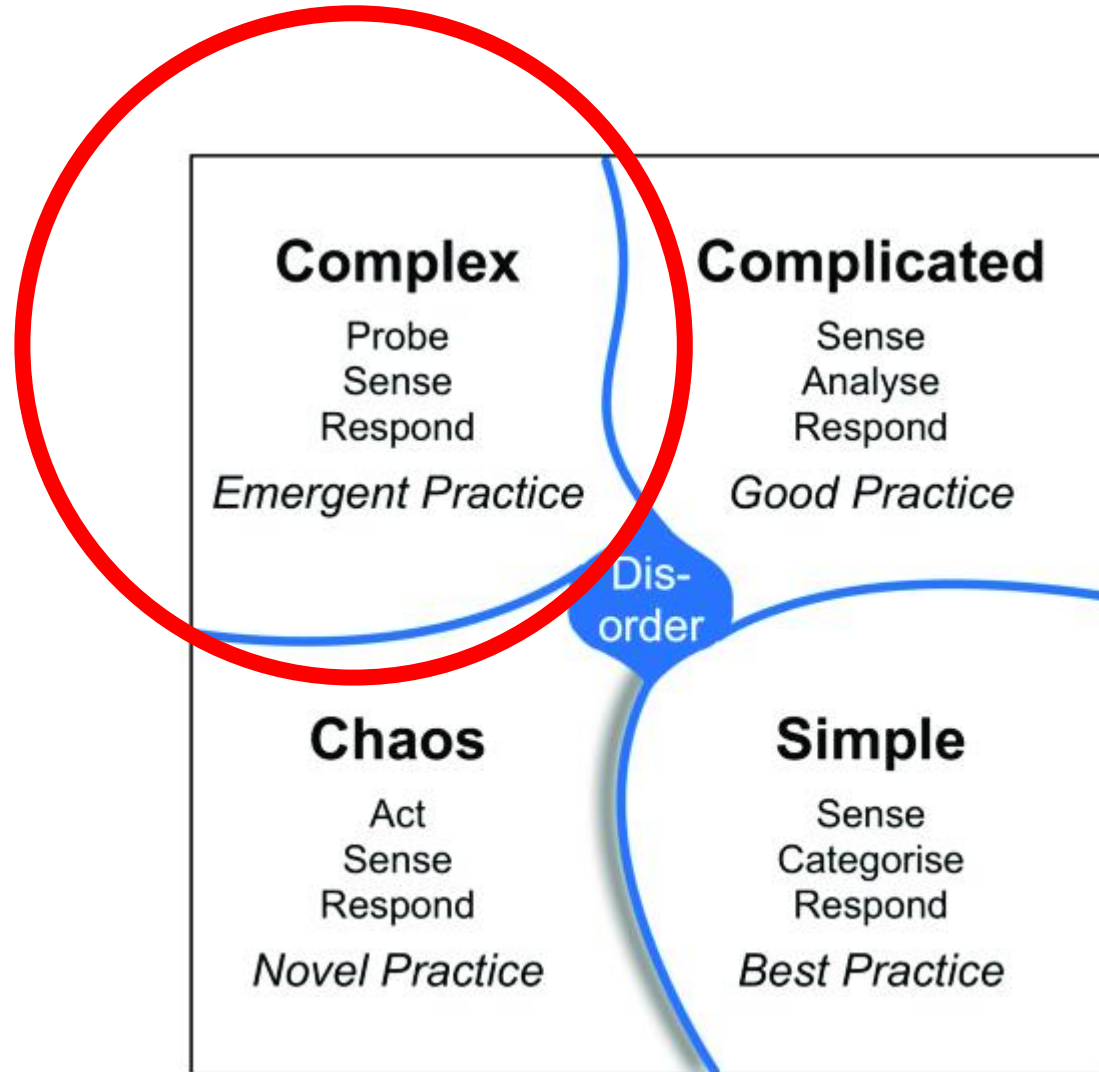 Complex
Probe
Sense
Respond
Emergent Practice
Complicated
Sense
Analyse
Respond
Good Practice
Dis-
order
Chaos
Act
Sense
Respond
Novel Practice
Simple
Sense
Categorise
Respond
Best Practice